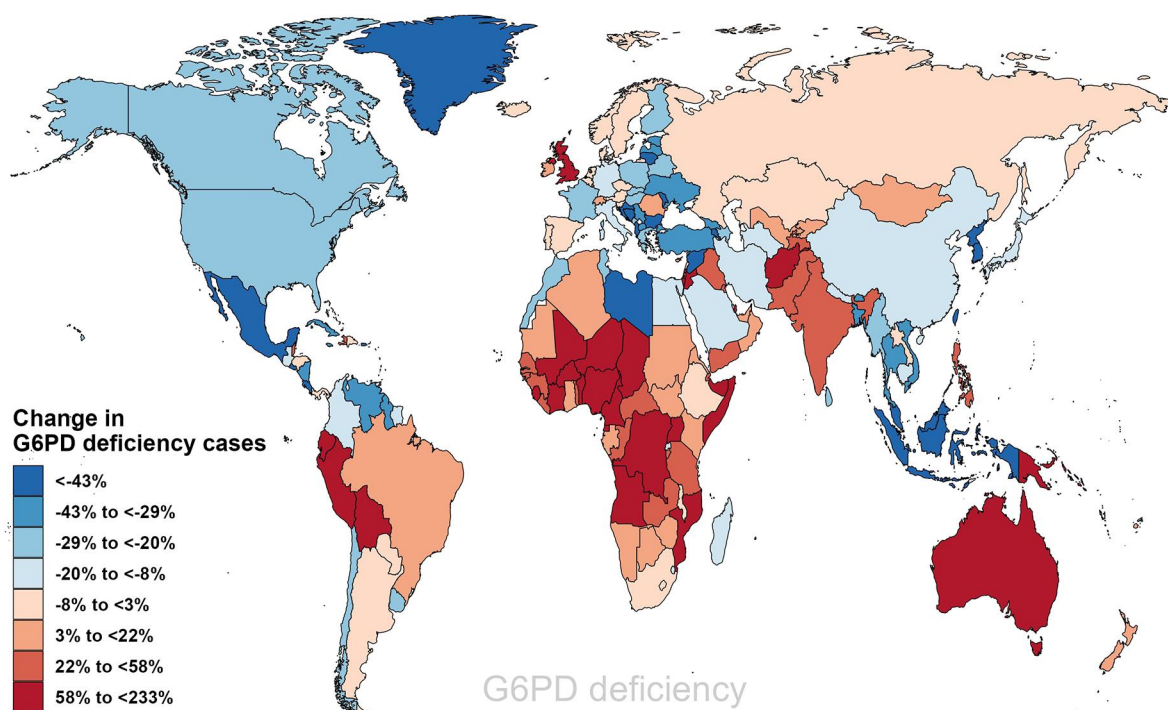 Change in
G6PD deficiency cases
<-43%
-43% to <-29%
-29% to <-20%
-20% to <-8%
-8% to <3%
3% to <22%
22% to <58%
58% to <233%
G6PD deficiency